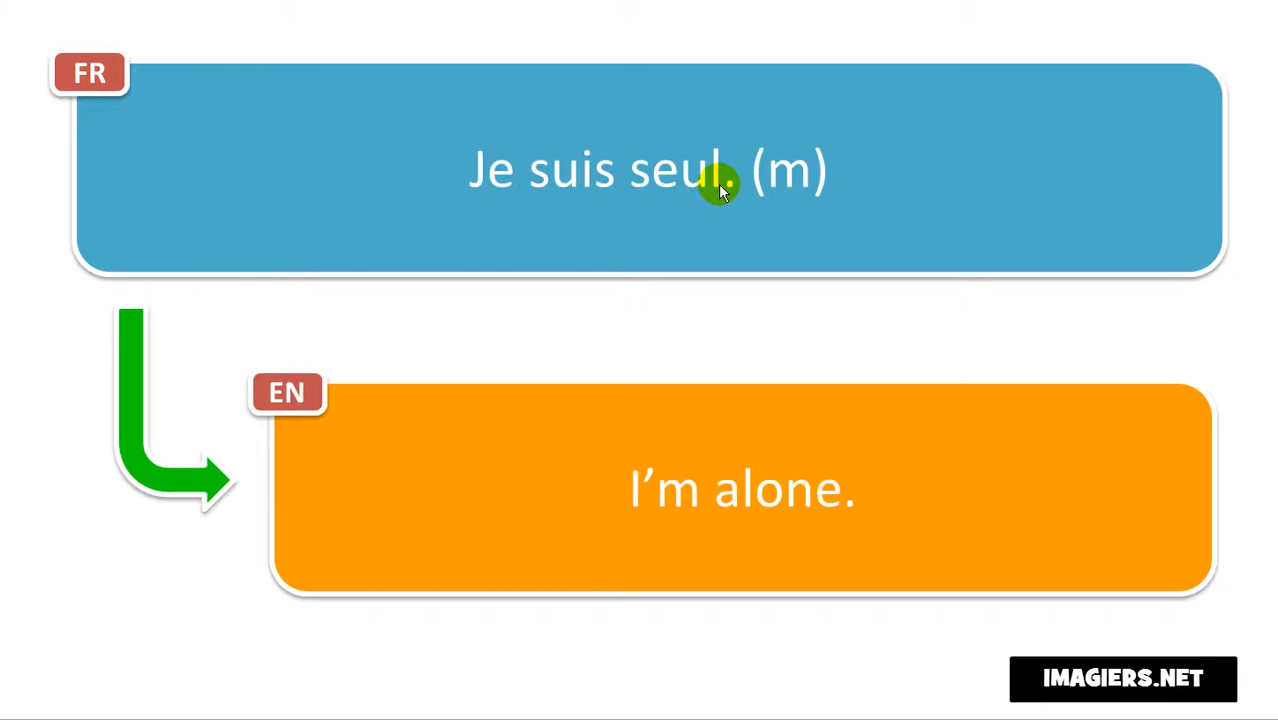 FR
Je suis seul. (m)
EN
I’m alone.
IMAGIERS.NET